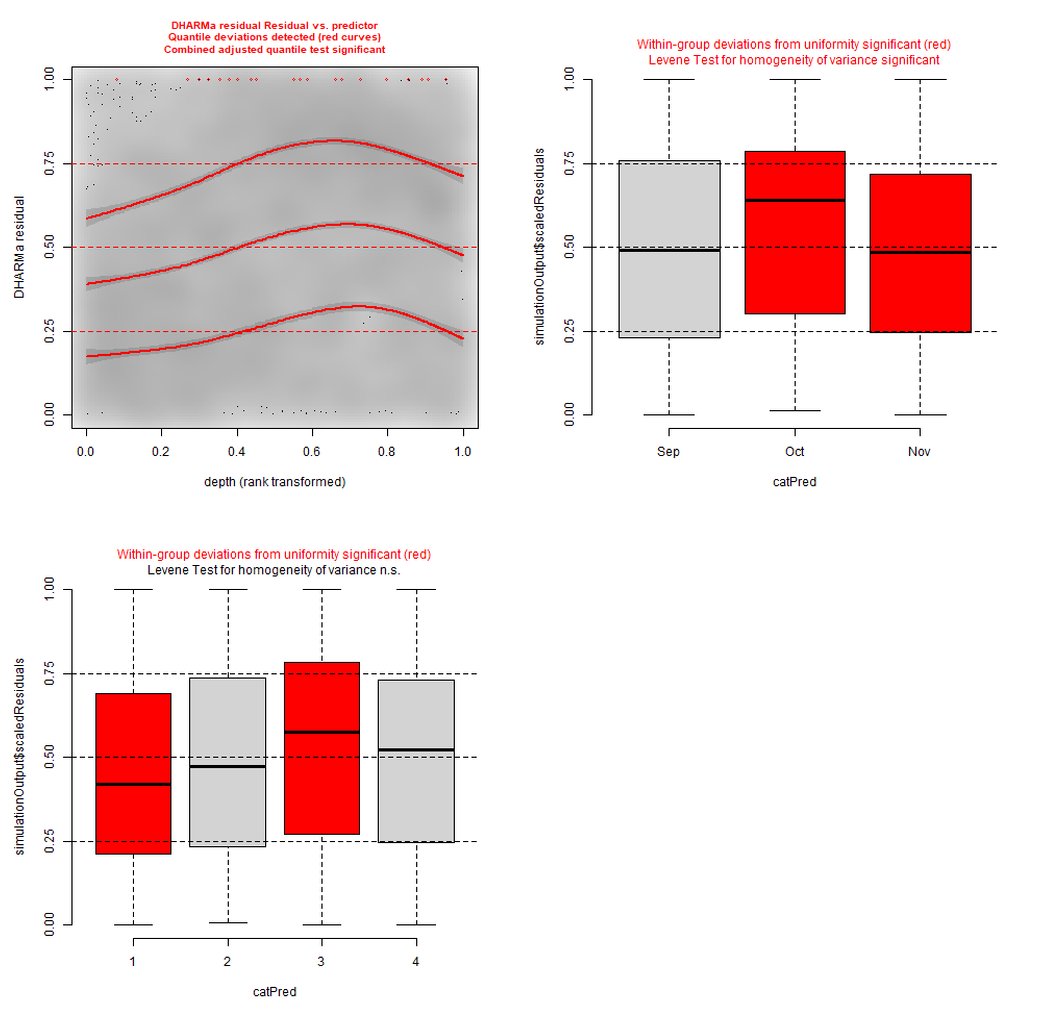 DHARMa residual Residual vs. predictor
Quantile deviations detected (red curves)
Combined adjusted quantile test significant
DHARMa residual
1.00
0.75
0.50
0.25
0.00
0.0 0.2 0.4 0.6 0.8 1.0
depth (rank transformed)
Within-group deviations from uniformity significant (red)
Levene Test for homogeneity of variance significant
simulationOutput$scaledResiduals
1.00
0.75
0.50
0.25
0.00
Sep Oct Nov
catPred
Within-group deviations from uniformity significant (red)
Levene Test for homogeneity of variance n.s.
simulationOutput$scaledResiduals
1.00
0.75
0.50
0.25
0.00
1 2 3 4
catPred